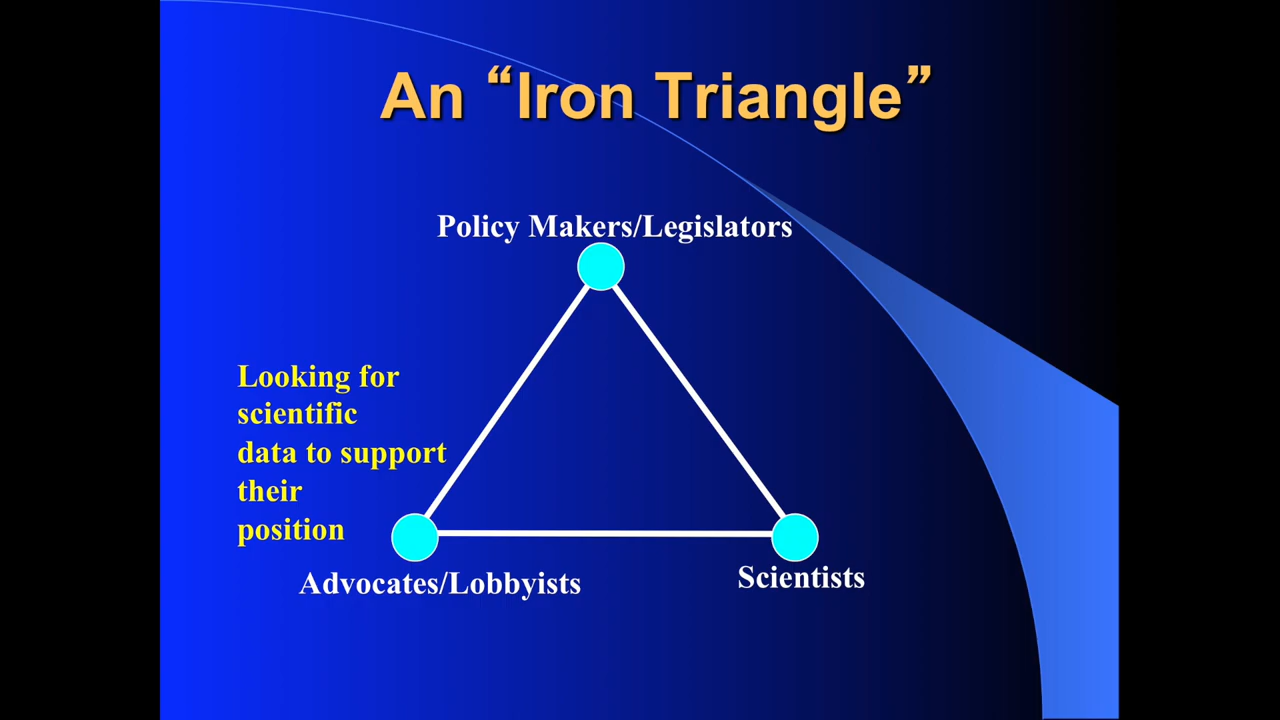 An “Iron Triangle”
Policy Makers/Legislators
Looking for
scientific
data to support
their
position
Advocates/Lobbyists
Scientists